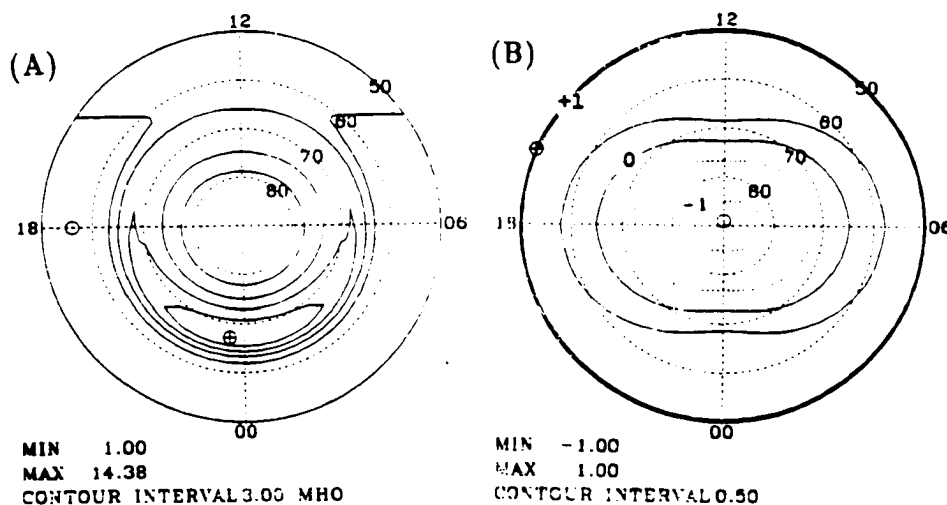 (A)
12
50
60
70
80
18
06
00
MIN 1.00
MAX 14.38
CONTOUR INTERVAL 3.00 MHO
(B)
12
+1
50
60
0
70
80
-1
18
06
00
MIN -1.00
MAX 1.00
CONTOUR INTERVAL 0.50